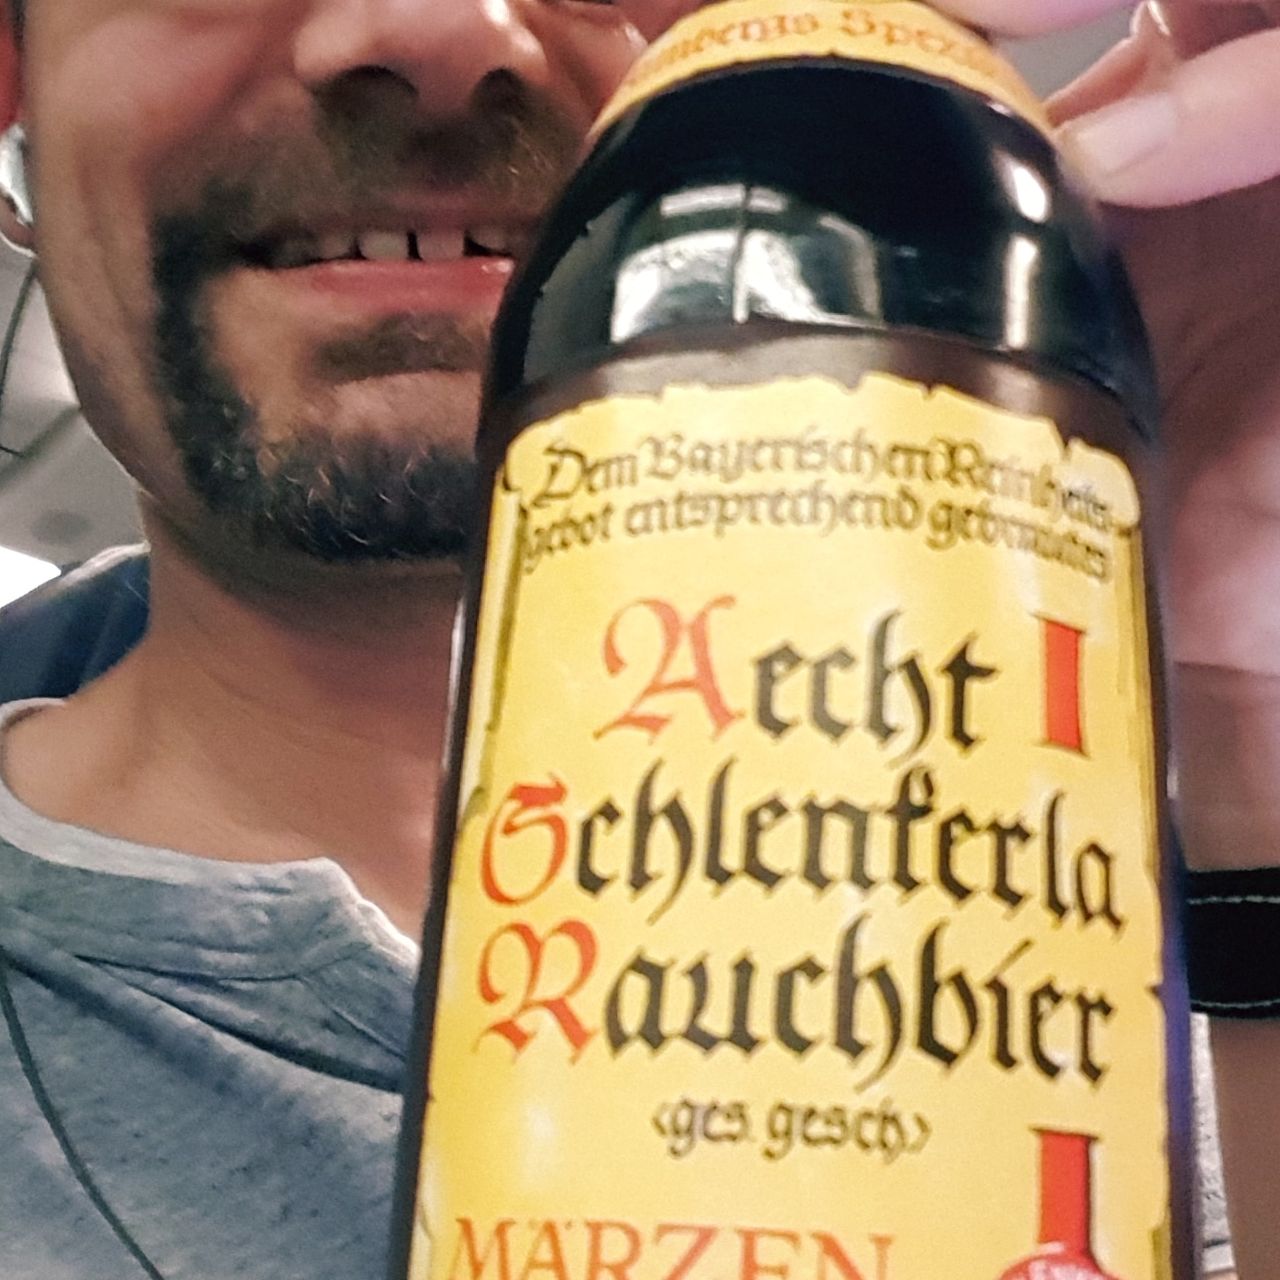 Dem Bayerischen Reinheits-
gebot entsprechend gebrautes
Aecht
Schlenkerla
Rauchbier
<ges. gesch.>
MÄRZEN